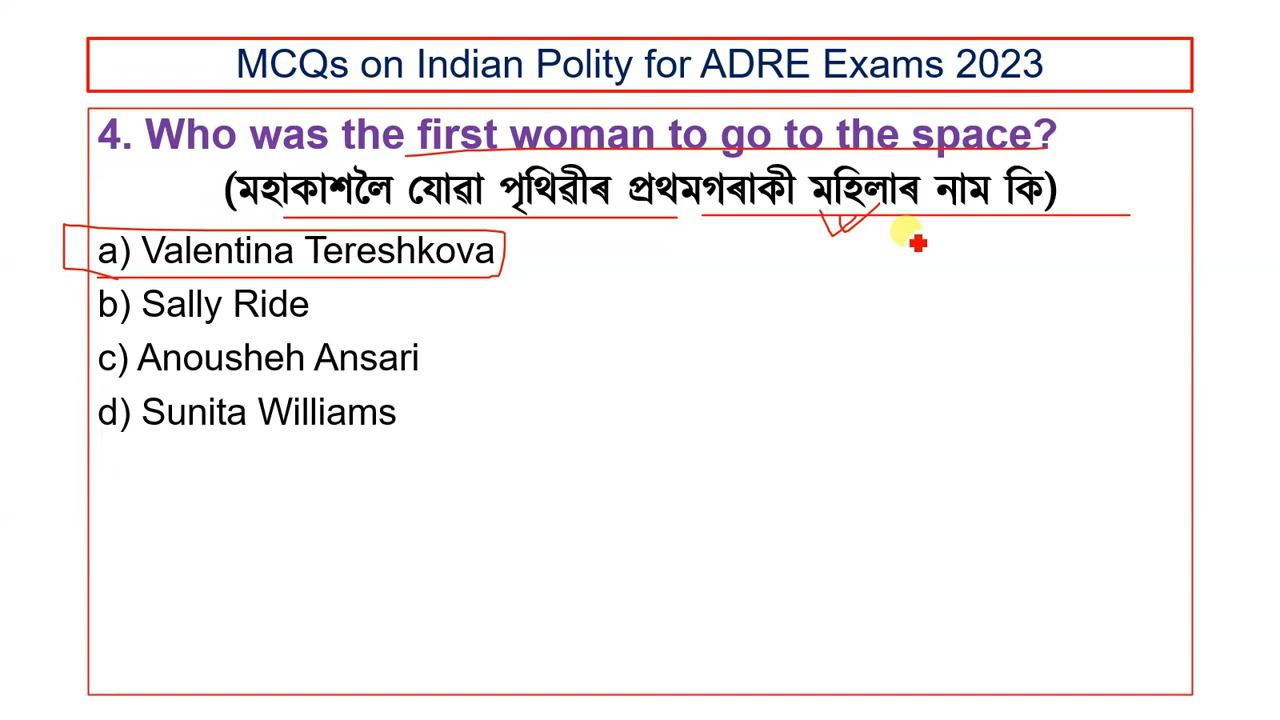 MCQs on Indian Polity for ADRE Exams 2023
4. Who was the first woman to go to the space?
(মহাকাশলৈ যোৱা পৃথিৱীৰ প্ৰথমগৰাকী মহিলাৰ নাম কি)
a) Valentina Tereshkova
b) Sally Ride
c) Anousheh Ansari
d) Sunita Williams